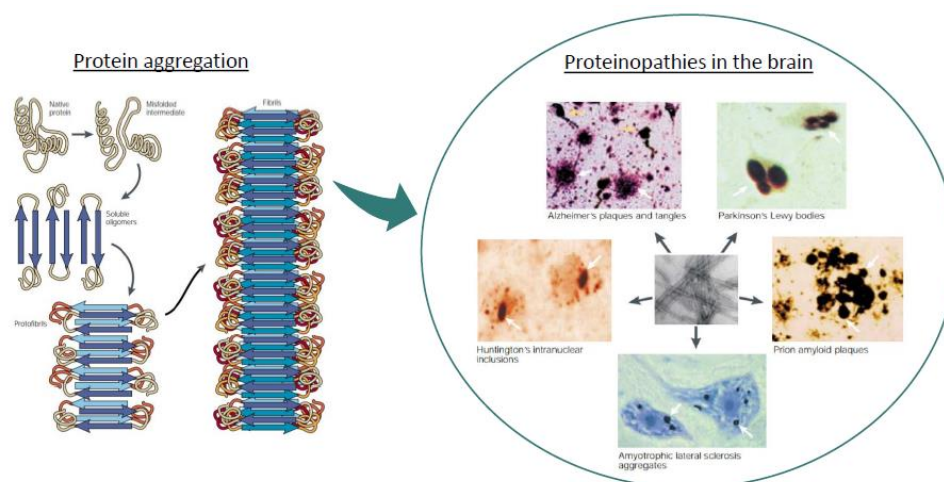 Protein aggregation
Native
protein
Misfolded
intermediate
Soluble
oligomers
Protofibrils
Fibrils
Proteinopathies in the brain
Alzheimer's plaques and tangles
Parkinson's Lewy bodies
Huntington's intranuclear
inclusions
Prion amyloid plaques
Amyotrophic lateral sclerosis
aggregates